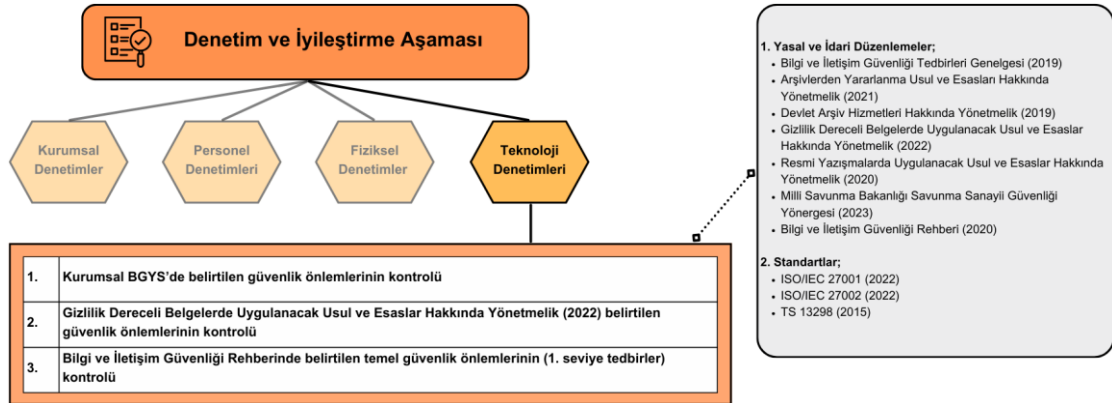 Denetim ve İyileştirme Aşaması
Kurumsal
Denetimler
Personel
Denetimleri
Fiziksel
Denetimler
Teknoloji
Denetimleri
1. Kurumsal BGYS’de belirtilen güvenlik önlemlerinin kontrolü
2. Gizlilik Dereceli Belgelerde Uygulanacak Usul ve Esaslar Hakkında Yönetmelik (2022) belirtilen
güvenlik önlemlerinin kontrolü
3. Bilgi ve İletişim Güvenliği Rehberinde belirtilen temel güvenlik önlemlerinin (1. seviye tedbirler)
kontrolü
1. Yasal ve İdari Düzenlemeler;
• Bilgi ve İletişim Güvenliği Tedbirleri Genelgesi (2019)
• Arşivlerden Yararlanma Usul ve Esasları Hakkında
Yönetmelik (2021)
• Devlet Arşiv Hizmetleri Hakkında Yönetmelik (2019)
• Gizlilik Dereceli Belgelerde Uygulanacak Usul ve Esaslar
Hakkında Yönetmelik (2022)
• Resmi Yazışmalarda Uygulanacak Usul ve Esaslar Hakkında
Yönetmelik (2020)
• Milli Savunma Bakanlığı Savunma Sanayii Güvenliği
Yönergesi (2023)
• Bilgi ve İletişim Güvenliği Rehberi (2020)
2. Standartlar;
• ISO/IEC 27001 (2022)
• ISO/IEC 27002 (2022)
• TS 13298 (2015)